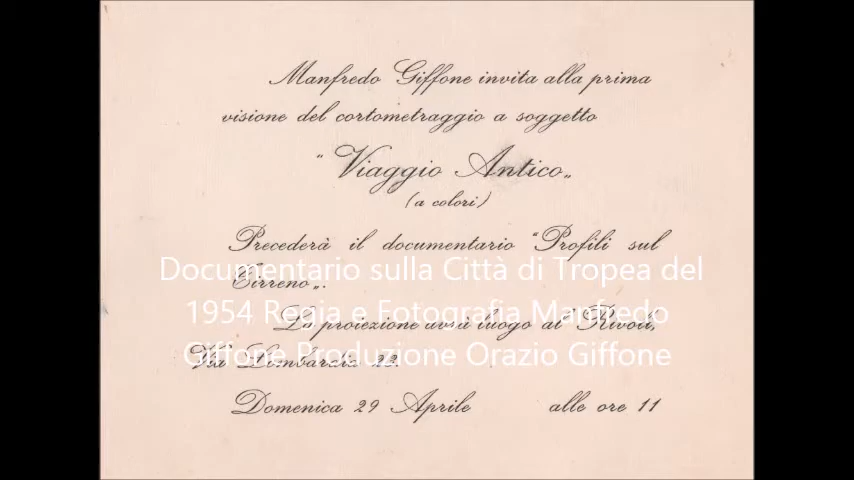 Manfredo Giffone invita alla prima
visione del cortometraggio a soggetto
"Viaggio Antico„
(a colori)
Precederà il documentario "Profili sul
Tirreno„.
La proiezione avrà luogo al "Rivoli,
Via Lombardia 23.
Domenica 29 Aprile alle ore 11
Documentario sulla Città di Tropea del
1954 Regia e Fotografia Manfredo
Giffone Produzione Orazio Giffone